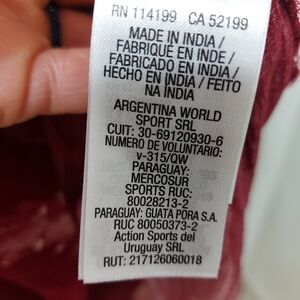 RN 114199 CA 52199
MADE IN INDIA /
FABRIQUE EN INDE /
FABRICADO EN INDIA /
HECHO EN INDIA / FEITO
NA INDIA
ARGENTINA WORLD
SPORT SRL
CUIT: 30-69120930-6
NUMERO DE VOLUNTARIO:
v-315/QW
PARAGUAY:
MERCOSUR
SPORTS RUC:
80028213-2
PARAGUAY: GUATA PORA S.A.
RUC 80050373-2
Action Sports del
Uruguay SRL
RUT: 217126060018